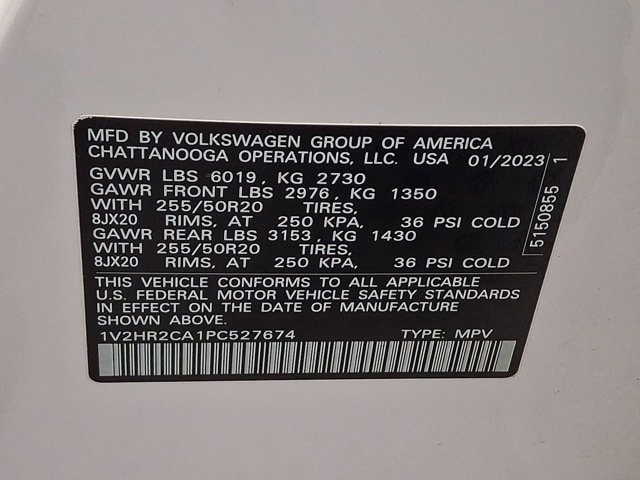 MFD BY VOLKSWAGEN GROUP OF AMERICA
CHATTANOOGA OPERATIONS, LLC. USA 01/2023
GVWR LBS 6019, KG 2730
GAWR FRONT LBS 2976, KG 1350
WITH 255/50R20 TIRES,
8JX20 RIMS, AT 250 KPA, 36 PSI COLD
GAWR REAR LBS 3153, KG 1430
WITH 255/50R20 TIRES,
8JX20 RIMS, AT 250 KPA, 36 PSI COLD
THIS VEHICLE CONFORMS TO ALL APPLICABLE
U.S. FEDERAL MOTOR VEHICLE SAFETY STANDARDS
IN EFFECT ON THE DATE OF MANUFACTURE
SHOWN ABOVE.
1V2HR2CA1PC527674 TYPE: MPV
5150855 1